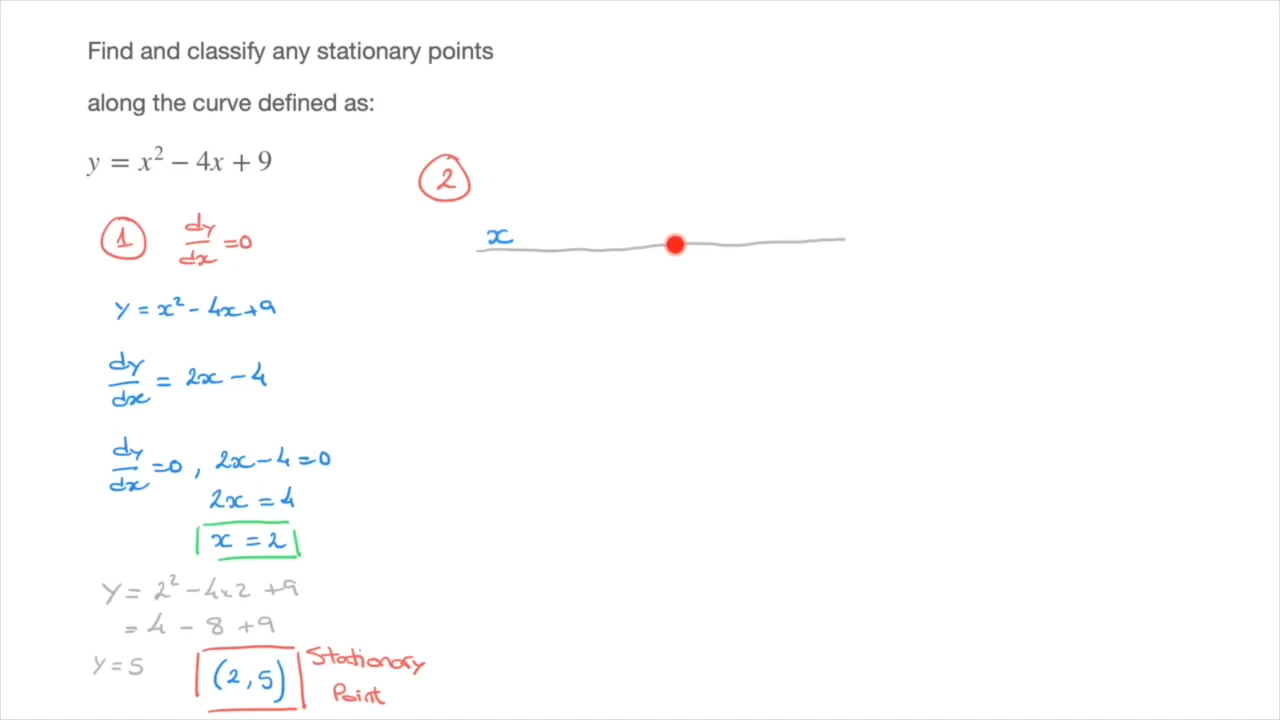 Find and classify any stationary points
along the curve defined as:
y = x² − 4x + 9
1 dy/dx = 0
y = x² - 4x + 9
dy/dx = 2x - 4
dy/dx = 0, 2x - 4 = 0
2x = 4
x = 2
y = 2² - 4x2 + 9
= 4 - 8 + 9
y = 5
(2, 5) Stationary Point
2
x